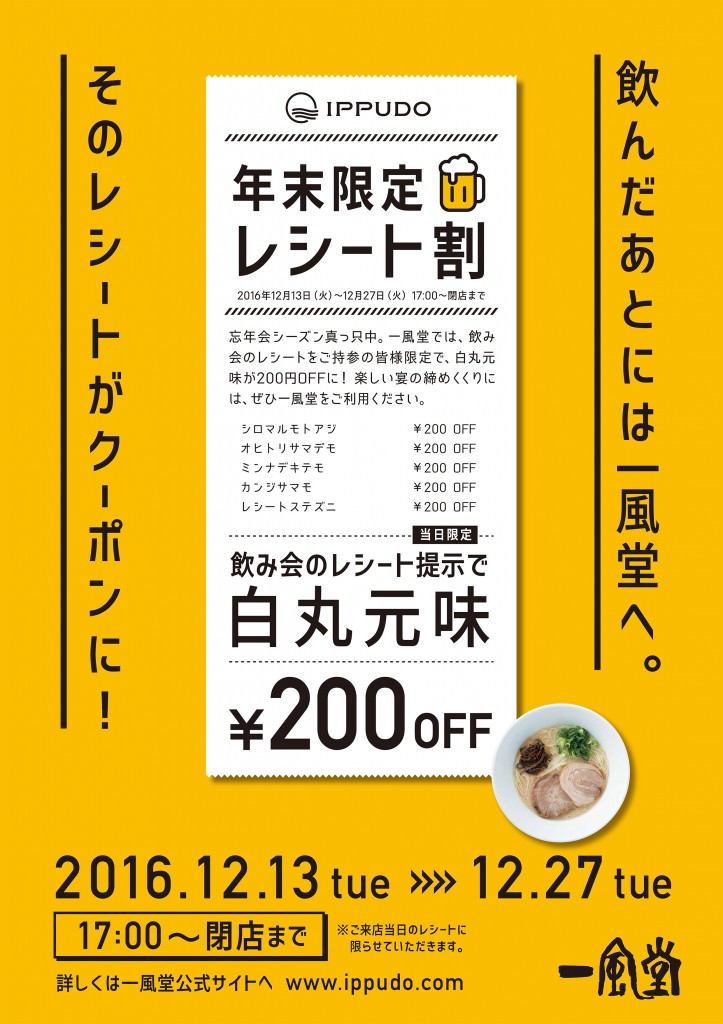 飲んだあとには一風堂へ。
そのレシートがクーポンに！
IPPUDO
年末限定
レシート割
2016年12月13日（火）～12月27日（火） 17:00～閉店まで
忘年会シーズン真っ只中。一風堂では、飲み
会のレシートをご持参の皆様限定で、白丸元
味が200円OFFに！楽しい宴の締めくくりに
は、ぜひ一風堂をご利用ください。
シロマルモトアジ ¥200 OFF
オヒトリサマデモ ¥200 OFF
ミンナデキテモ ¥200 OFF
カンジサマモ ¥200 OFF
レシートステズニ ¥200 OFF
当日限定
飲み会のレシート提示で
白丸元味
¥200 OFF
2016.12.13 tue »» 12.27 tue
17:00～閉店まで
※ご来店当日のレシートに
限らせていただきます。
詳しくは一風堂公式サイトへ www.ippudo.com
一風堂